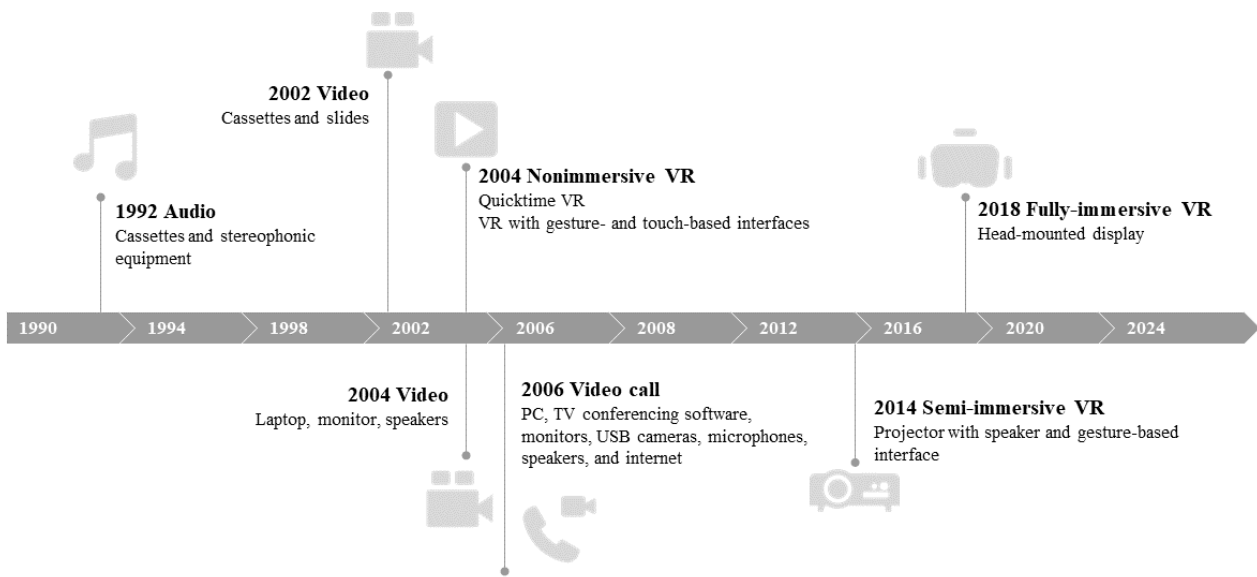 2002 Video
Cassettes and slides
2004 Nonimmersive VR
Quicktime VR
VR with gesture- and touch-based interfaces
1992 Audio
Cassettes and stereophonic
equipment
2018 Fully-immersive VR
Head-mounted display
1990 1994 1998 2002 2006 2008 2012 2016 2020 2024
2004 Video
Laptop, monitor, speakers
2006 Video call
PC, TV conferencing software,
monitors, USB cameras, microphones,
speakers, and internet
2014 Semi-immersive VR
Projector with speaker and gesture-based
interface